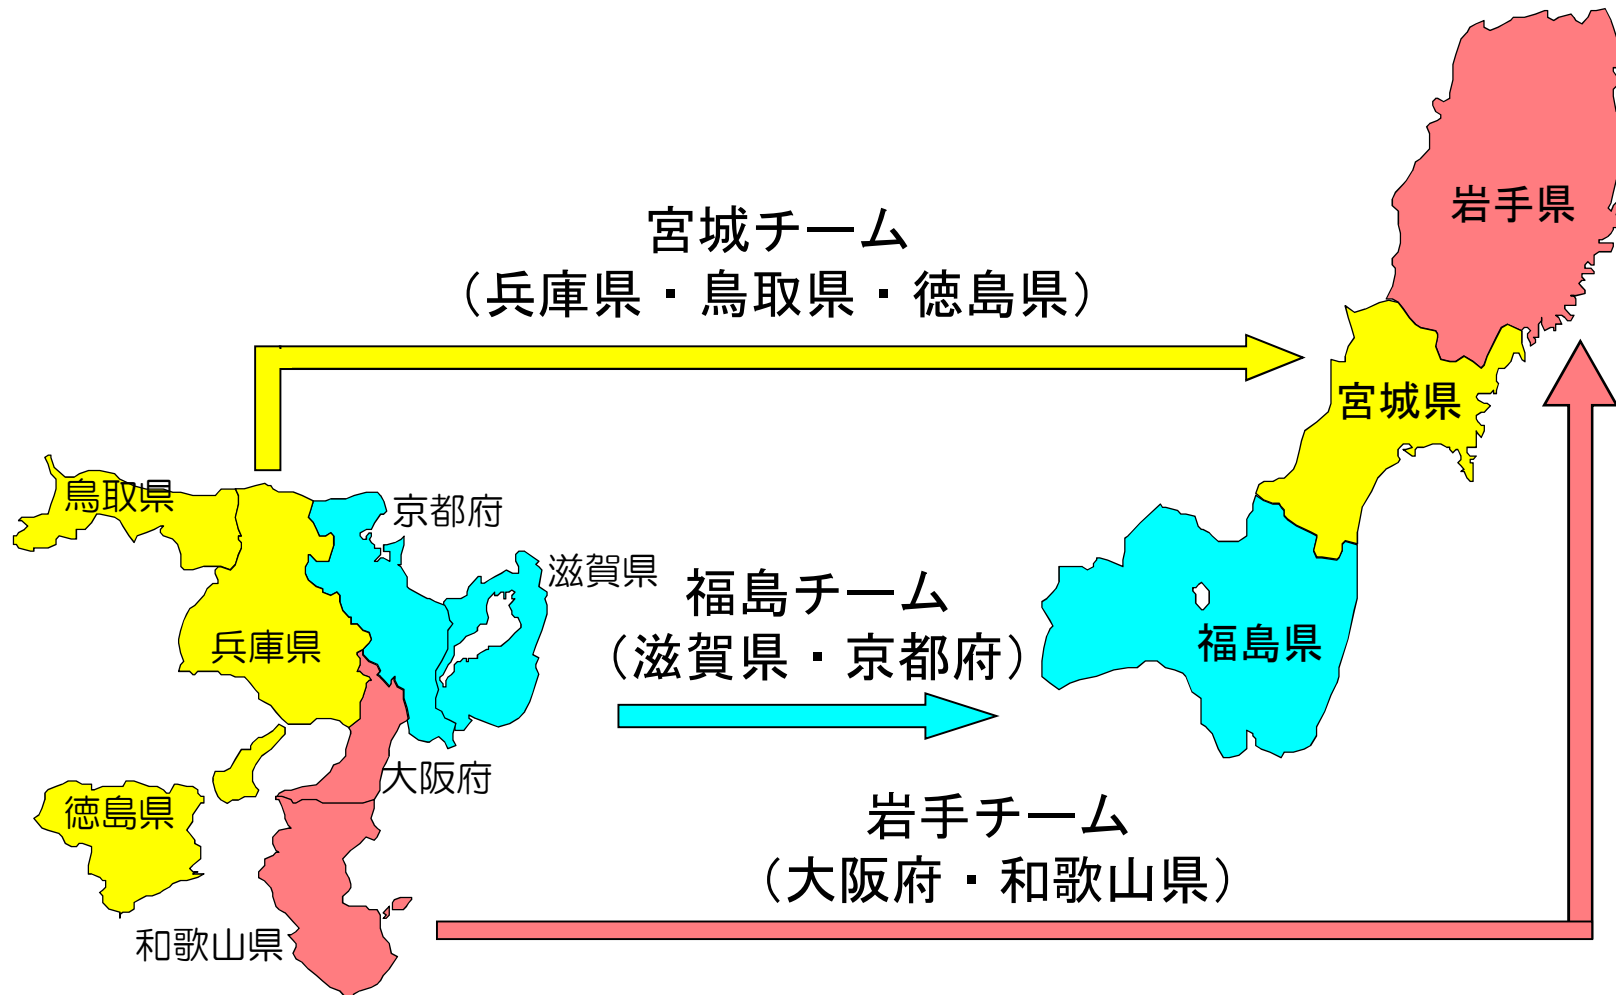 岩手県
宮城チーム
（兵庫県・鳥取県・徳島県）
宮城県
鳥取県
京都府
滋賀県
福島チーム
（滋賀県・京都府）
兵庫県
福島県
大阪府
徳島県
岩手チーム
（大阪府・和歌山県）
和歌山県